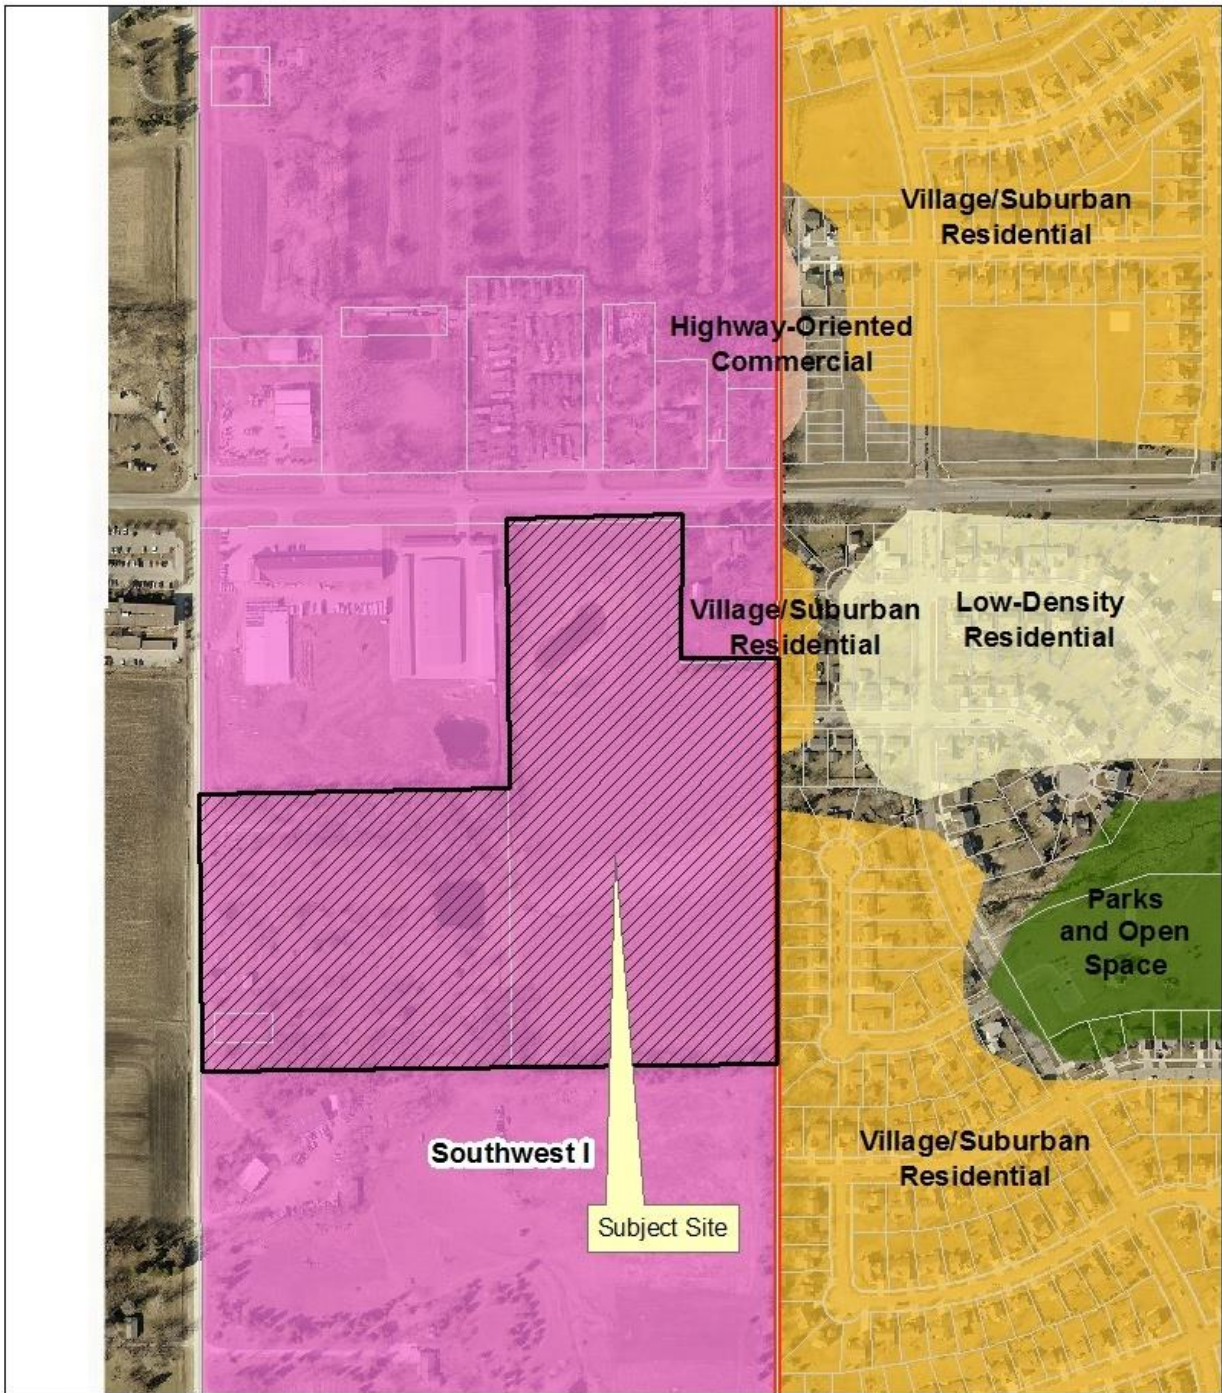 Village/Suburban
Residential
Highway-Oriented
Commercial
Village/Suburban
Residential
Low-Density
Residential
Parks
and Open
Space
Southwest I
Village/Suburban
Residential
Subject Site